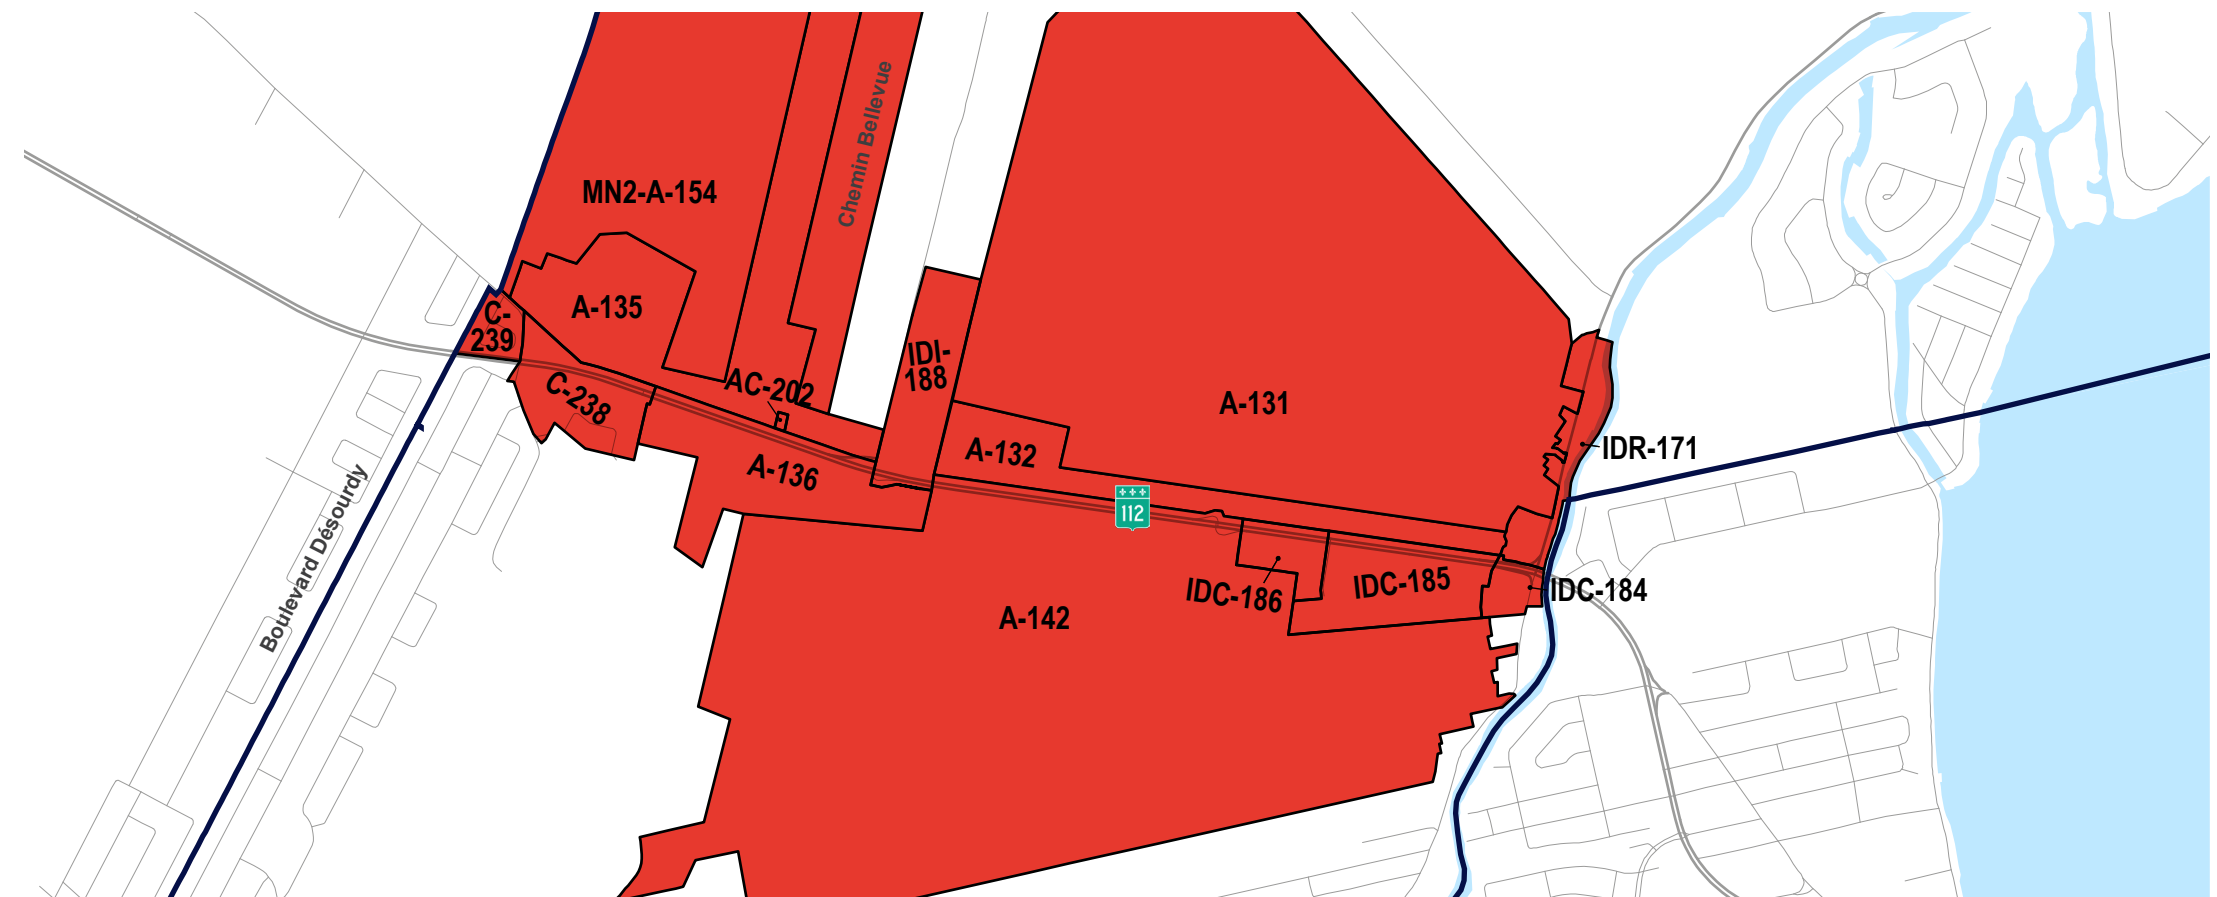 Chemin Bellevue
MN2-A-154
A-135
C-
239
IDI-
188
AC-202
C-238
A-131
A-132
IDR-171
A-136
112
IDC-186
IDC-185
IDC-184
A-142
Boulevard Désourdy